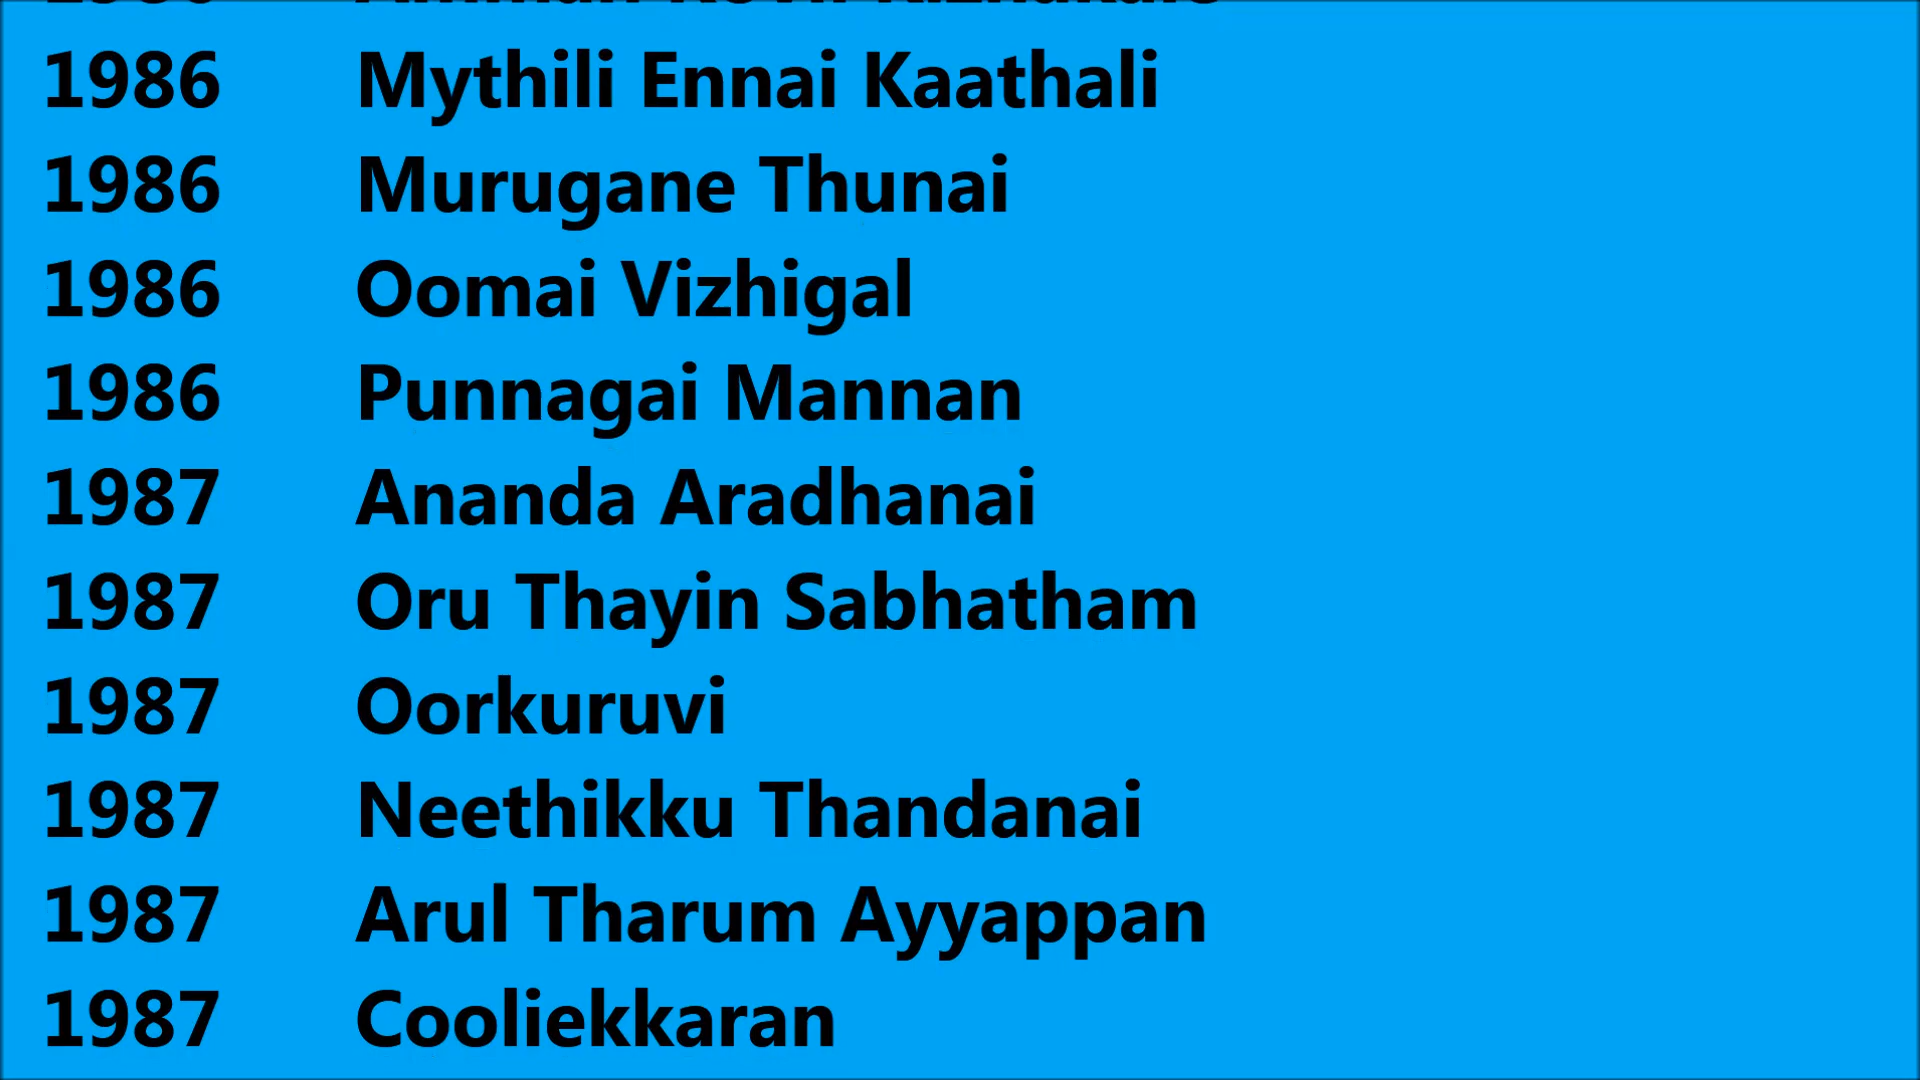 1986 Mythili Ennai Kaathali
1986 Murugane Thunai
1986 Oomai Vizhigal
1986 Punnagai Mannan
1987 Ananda Aradhanai
1987 Oru Thayin Sabhatham
1987 Oorkuruvi
1987 Neethikku Thandanai
1987 Arul Tharum Ayyappan
1987 Cooliekkaran